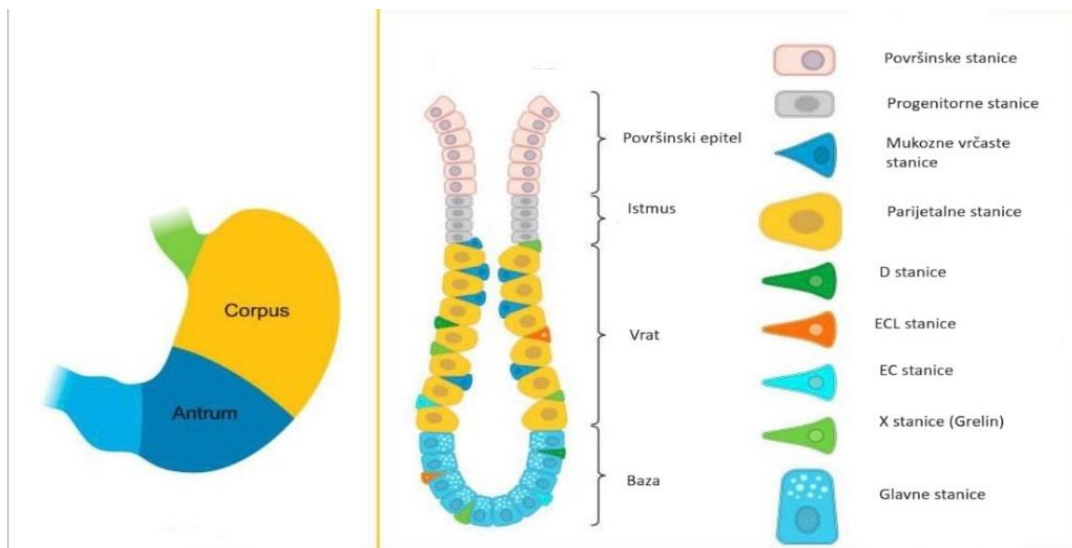 Corpus
Antrum
Površinski epitel
Istmus
Vrat
Baza
Površinske stanice
Progenitorne stanice
Mukozne vrčaste
stanice
Parijetalne stanice
D stanice
ECL stanice
EC stanice
X stanice (Grelin)
Glavne stanice